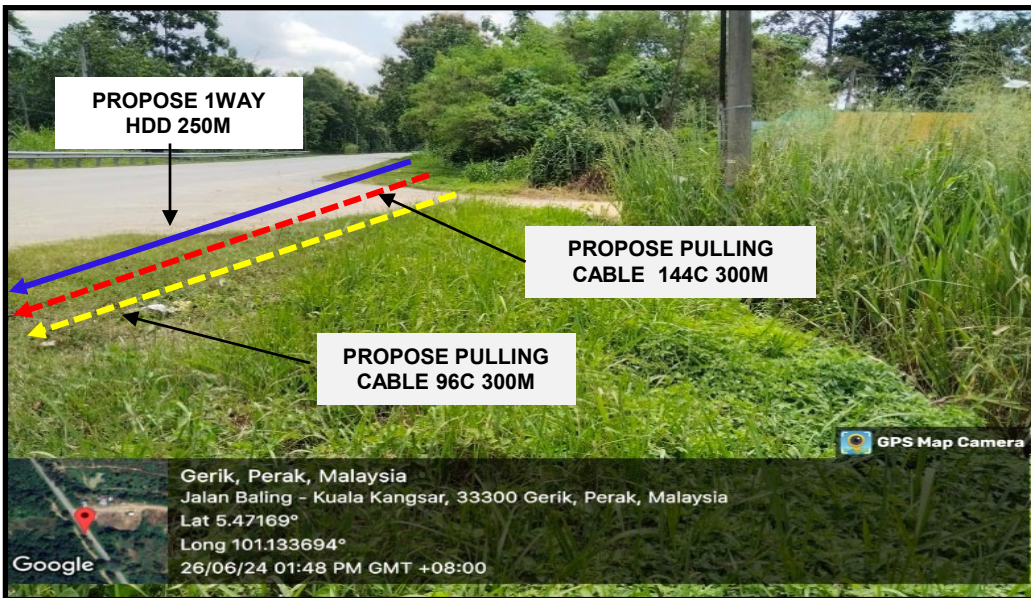 PROPOSE 1WAY
HDD 250M
PROPOSE PULLING
CABLE 144C 300M
PROPOSE PULLING
CABLE 96C 300M
GPS Map Camera
Gerik, Perak, Malaysia
Jalan Baling - Kuala Kangsar, 33300 Gerik, Perak, Malaysia
Lat 5.47169°
Long 101.133694°
26/06/24 01:48 PM GMT +08:00
Google